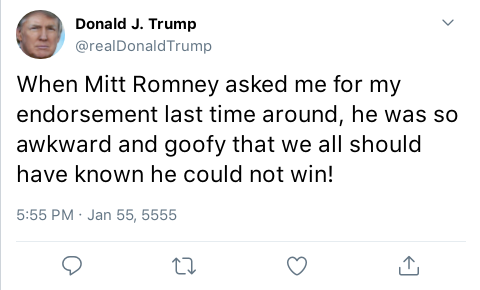 Donald J. Trump
@realDonaldTrump
When Mitt Romney asked me for my
endorsement last time around, he was so
awkward and goofy that we all should
have known he could not win!
5:55 PM · Jan 55, 5555